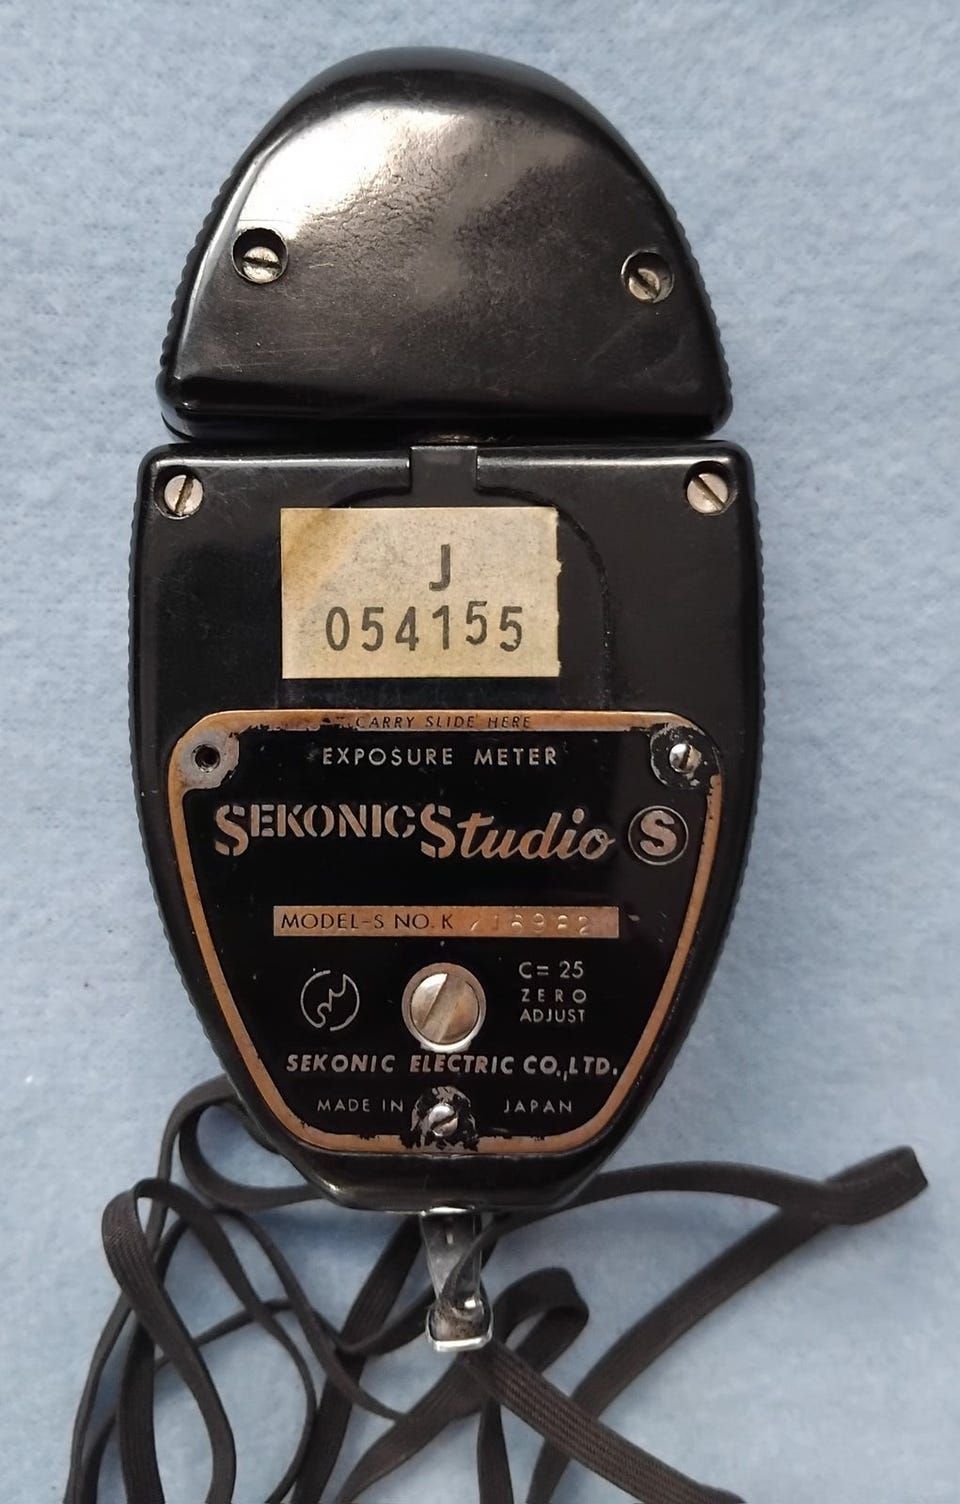 J
054155
CARRY SLIDE HERE
EXPOSURE METER
SEKONIC Studio S
MODEL-S NO. K
C= 25
ZERO
ADJUST
SEKONIC ELECTRIC CO., LTD.
MADE IN JAPAN